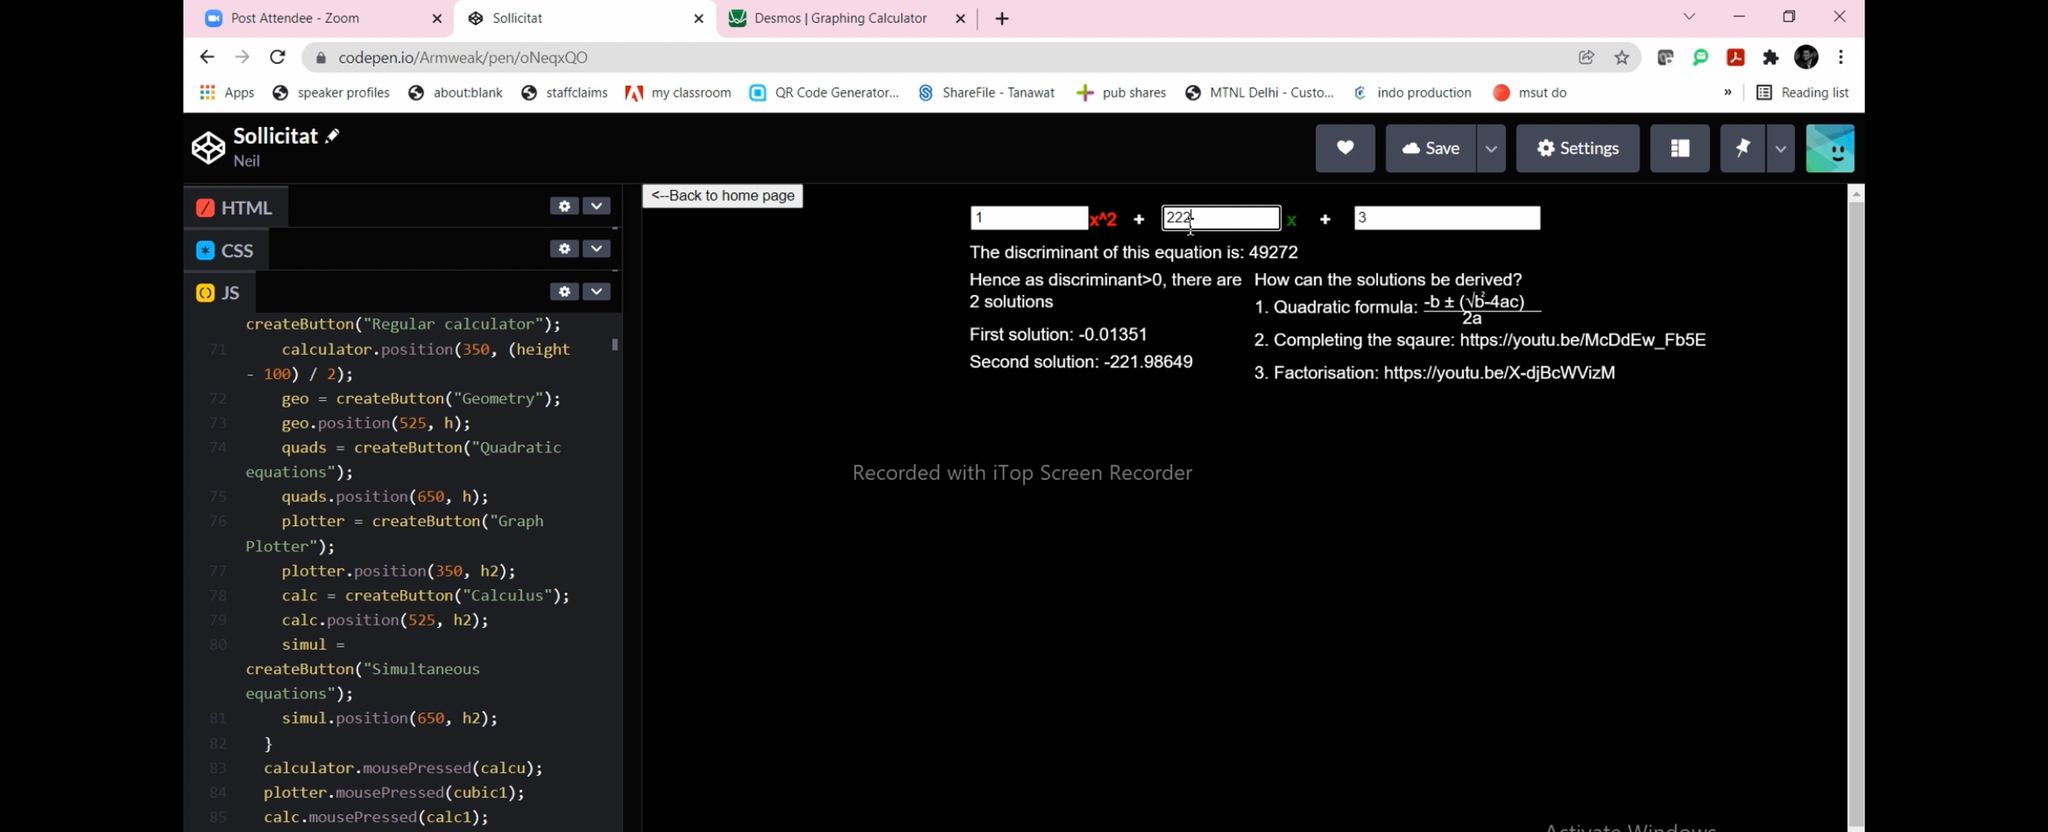 Post Attendee - Zoom
Sollicitat
Desmos | Graphing Calculator
codepen.io/Armweak/pen/oNeqxQO
Apps
speaker profiles
about:blank
staffclaims
my classroom
QR Code Generator...
ShareFile - Tanawat
pub shares
MTNL Delhi - Custo...
indo production
msut do
»
Reading list
Sollicitat
Neil
Save
Settings
HTML
CSS
JS
createButton("Regular calculator");
71 calculator.position(350, (height
- 100) / 2);
72 geo = createButton("Geometry");
73 geo.position(525, h);
74 quads = createButton("Quadratic
equations");
75 quads.position(650, h);
76 plotter = createButton("Graph
Plotter");
77 plotter.position(350, h2);
78 calc = createButton("Calculus");
79 calc.position(525, h2);
80 simul =
createButton("Simultaneous
equations");
81 simul.position(650, h2);
82 }
83 calculator.mousePressed(calcu);
84 plotter.mousePressed(cubic1);
85 calc.mousePressed(calc1);
<--Back to home page
1 x^2 + 222 x + 3
The discriminant of this equation is: 49272
Hence as discriminant>0, there are
2 solutions
First solution: -0.01351
Second solution: -221.98649
How can the solutions be derived?
1. Quadratic formula: -b ± (√b²-4ac)
2a
2. Completing the sqaure: https://youtu.be/McDdEw_Fb5E
3. Factorisation: https://youtu.be/X-djBcWVizM
Recorded with iTop Screen Recorder
Activate Windows